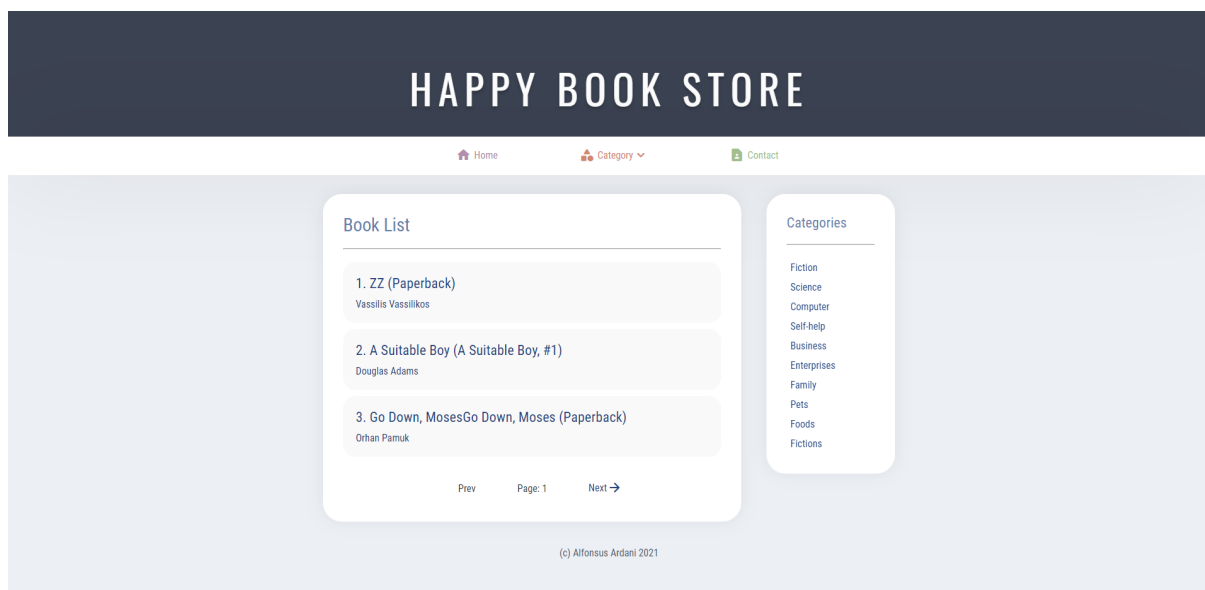 HAPPY BOOK STORE
Home Category Contact
Book List
1. ZZ (Paperback)
Vassilis Vassilikos
2. A Suitable Boy (A Suitable Boy, #1)
Douglas Adams
3. Go Down, MosesGo Down, Moses (Paperback)
Orhan Pamuk
Prev Page: 1 Next
Categories
Fiction
Science
Computer
Self-help
Business
Enterprises
Family
Pets
Foods
Fictions
(c) Alfonsus Ardani 2021